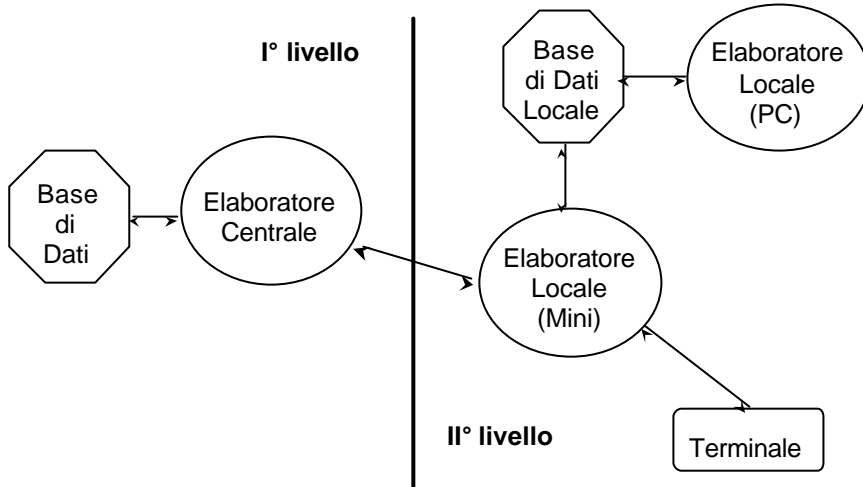 I° livello
Base
di
Dati
Elaboratore
Centrale
Base
di Dati
Locale
Elaboratore
Locale
(PC)
Elaboratore
Locale
(Mini)
II° livello
Terminale